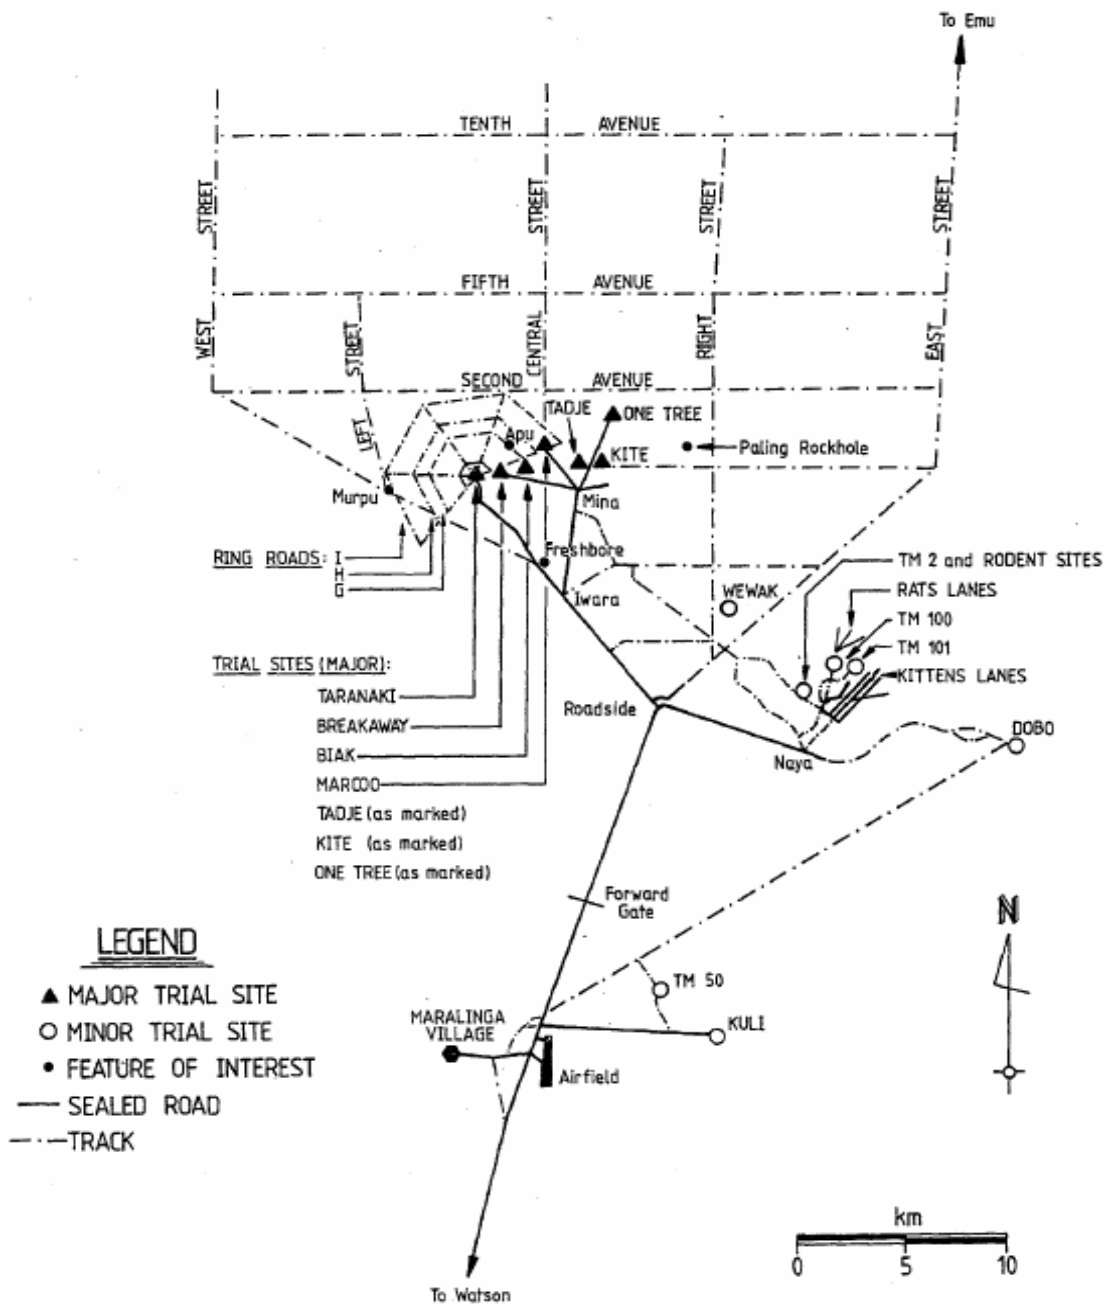 To Emu
TENTH AVENUE
STREET
STREET
STREET
STREET
FIFTH AVENUE
WEST
STREET
CENTRAL
RIGHT
EAST
SECOND AVENUE
LEFT
TADJE
ONE TREE
Apu
KITE
Paling Rockhole
Murpu
Mina
RING ROADS: I
H
G
Freshbore
Iwara
WEWAK
TM 2 and RODENT SITES
RATS LANES
TM 100
TM 101
KITTENS LANES
TRIAL SITES (MAJOR):
TARANAKI
BREAKAWAY
BIAK
MARCOO
TADJE (as marked)
KITE (as marked)
ONE TREE (as marked)
Roadside
Naya
DOBO
Forward
Gate
N
LEGEND
MAJOR TRIAL SITE
MINOR TRIAL SITE
FEATURE OF INTEREST
SEALED ROAD
TRACK
TM 50
MARALINGA
VILLAGE
KULI
Airfield
km
0 5 10
To Watson